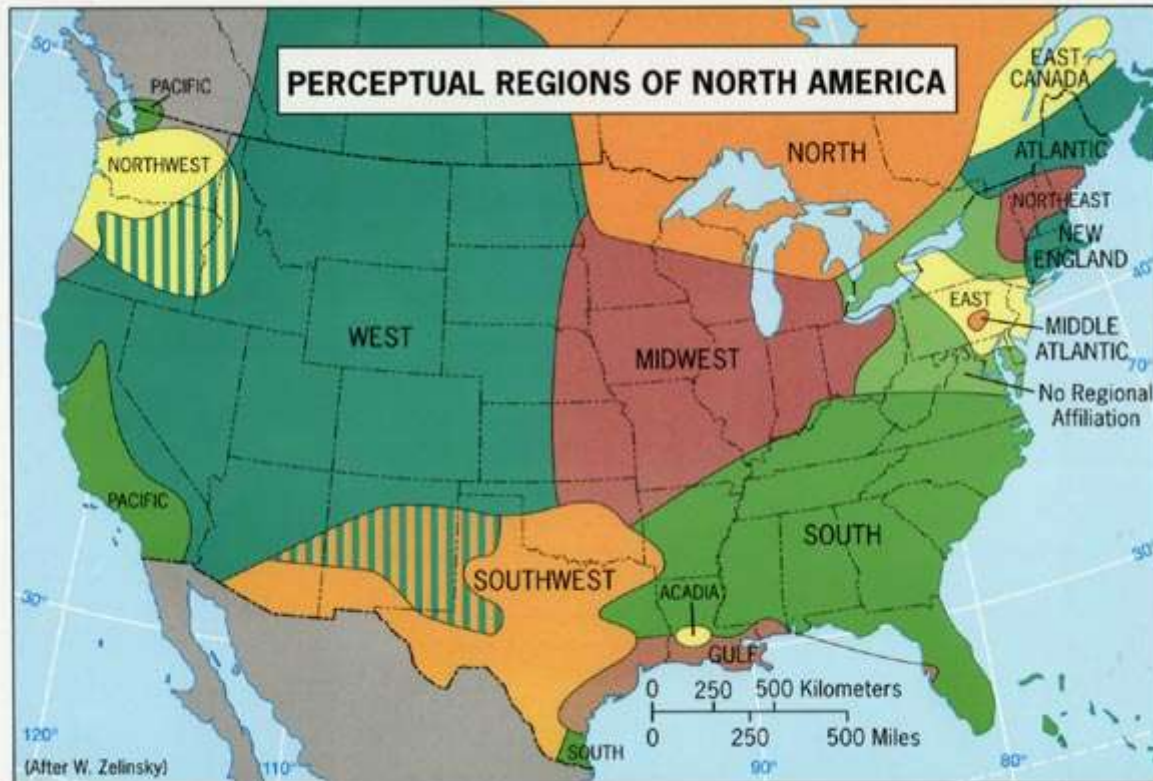 PERCEPTUAL REGIONS OF NORTH AMERICA
50°
PACIFIC
EAST
CANADA
NORTH
ATLANTIC
NORTHWEST
NORTHEAST
NEW
ENGLAND
40°
EAST
WEST
MIDDLE
ATLANTIC
MIDWEST
70°
No Regional
Affiliation
40°
PACIFIC
SOUTH
SOUTHWEST
30°
ACADIA
30°
GULF
0 250 500 Kilometers
0 250 500 Miles
120°
SOUTH
(After W. Zelinsky)
110°
90°
80°